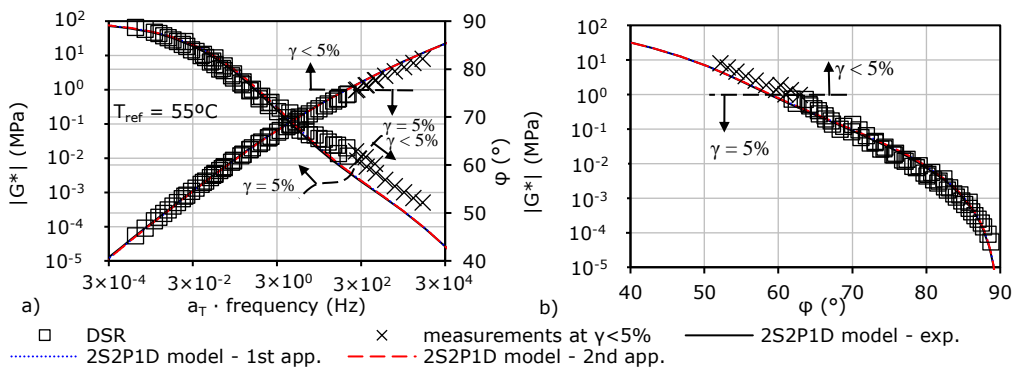 10² 90 10²
10¹ γ < 5% 10¹ γ < 5%
80
10⁰ 10⁰
T_ref = 55ºC γ = 5%
10⁻¹ 70 10⁻¹ γ = 5%
γ < 5%
10⁻² 60 10⁻²
γ = 5%
10⁻³ 10⁻³
50
10⁻⁴ 10⁻⁴
10⁻⁵ 40 10⁻⁵
|G*| (MPa) φ (°) |G*| (MPa)
3×10⁻⁴ 3×10⁻² 3×10⁰ 3×10² 3×10⁴ 40 50 60 70 80 90
a) a_T · frequency (Hz) b) φ (°)
DSR measurements at γ<5% 2S2P1D model - exp.
2S2P1D model - 1st app. 2S2P1D model - 2nd app.